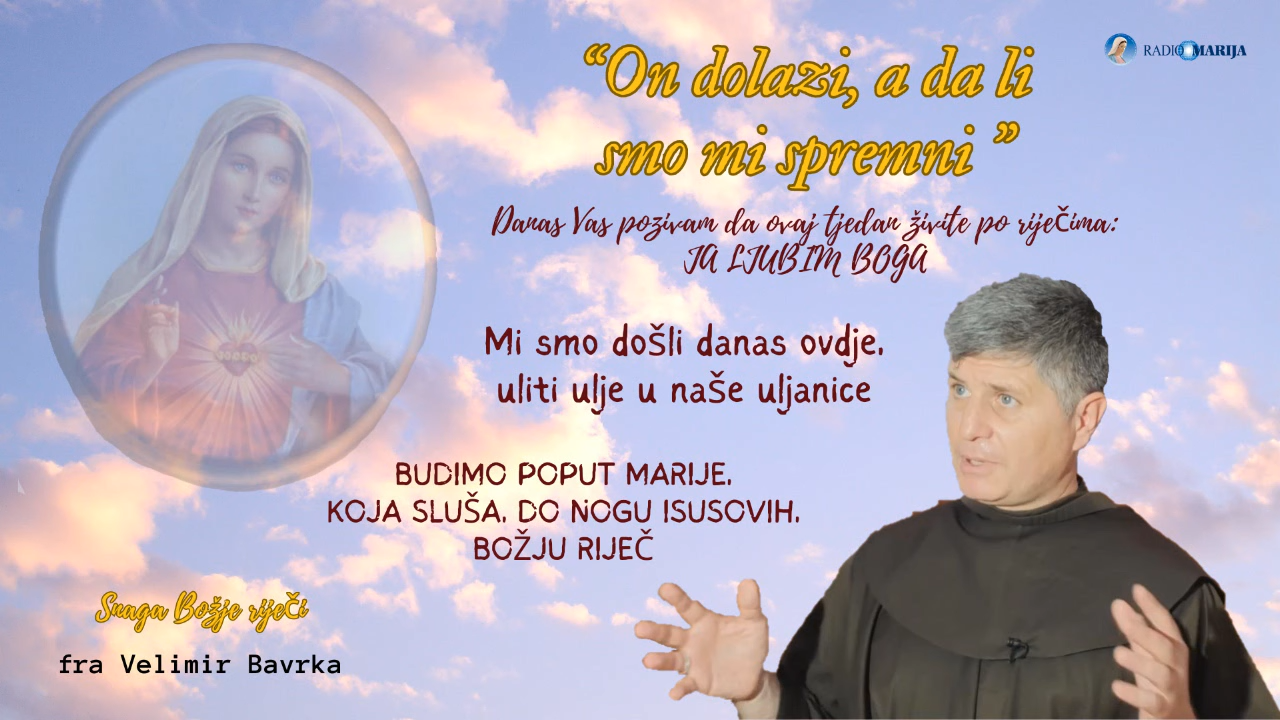 “On dolazi, a da li
smo mi spremni ”
RADIO MARIJA
Danas Vas pozivam da ovaj tjedan živite po riječima:
JA LJUBIM BOGA
Mi smo došli danas ovdje,
uliti ulje u naše uljanice
BUDIMO POPUT MARIJE,
KOJA SLUŠA, DO NOGU ISUSOVIH,
BOŽJU RIJEČ
Snaga Božje riječi
fra Velimir Bavrka